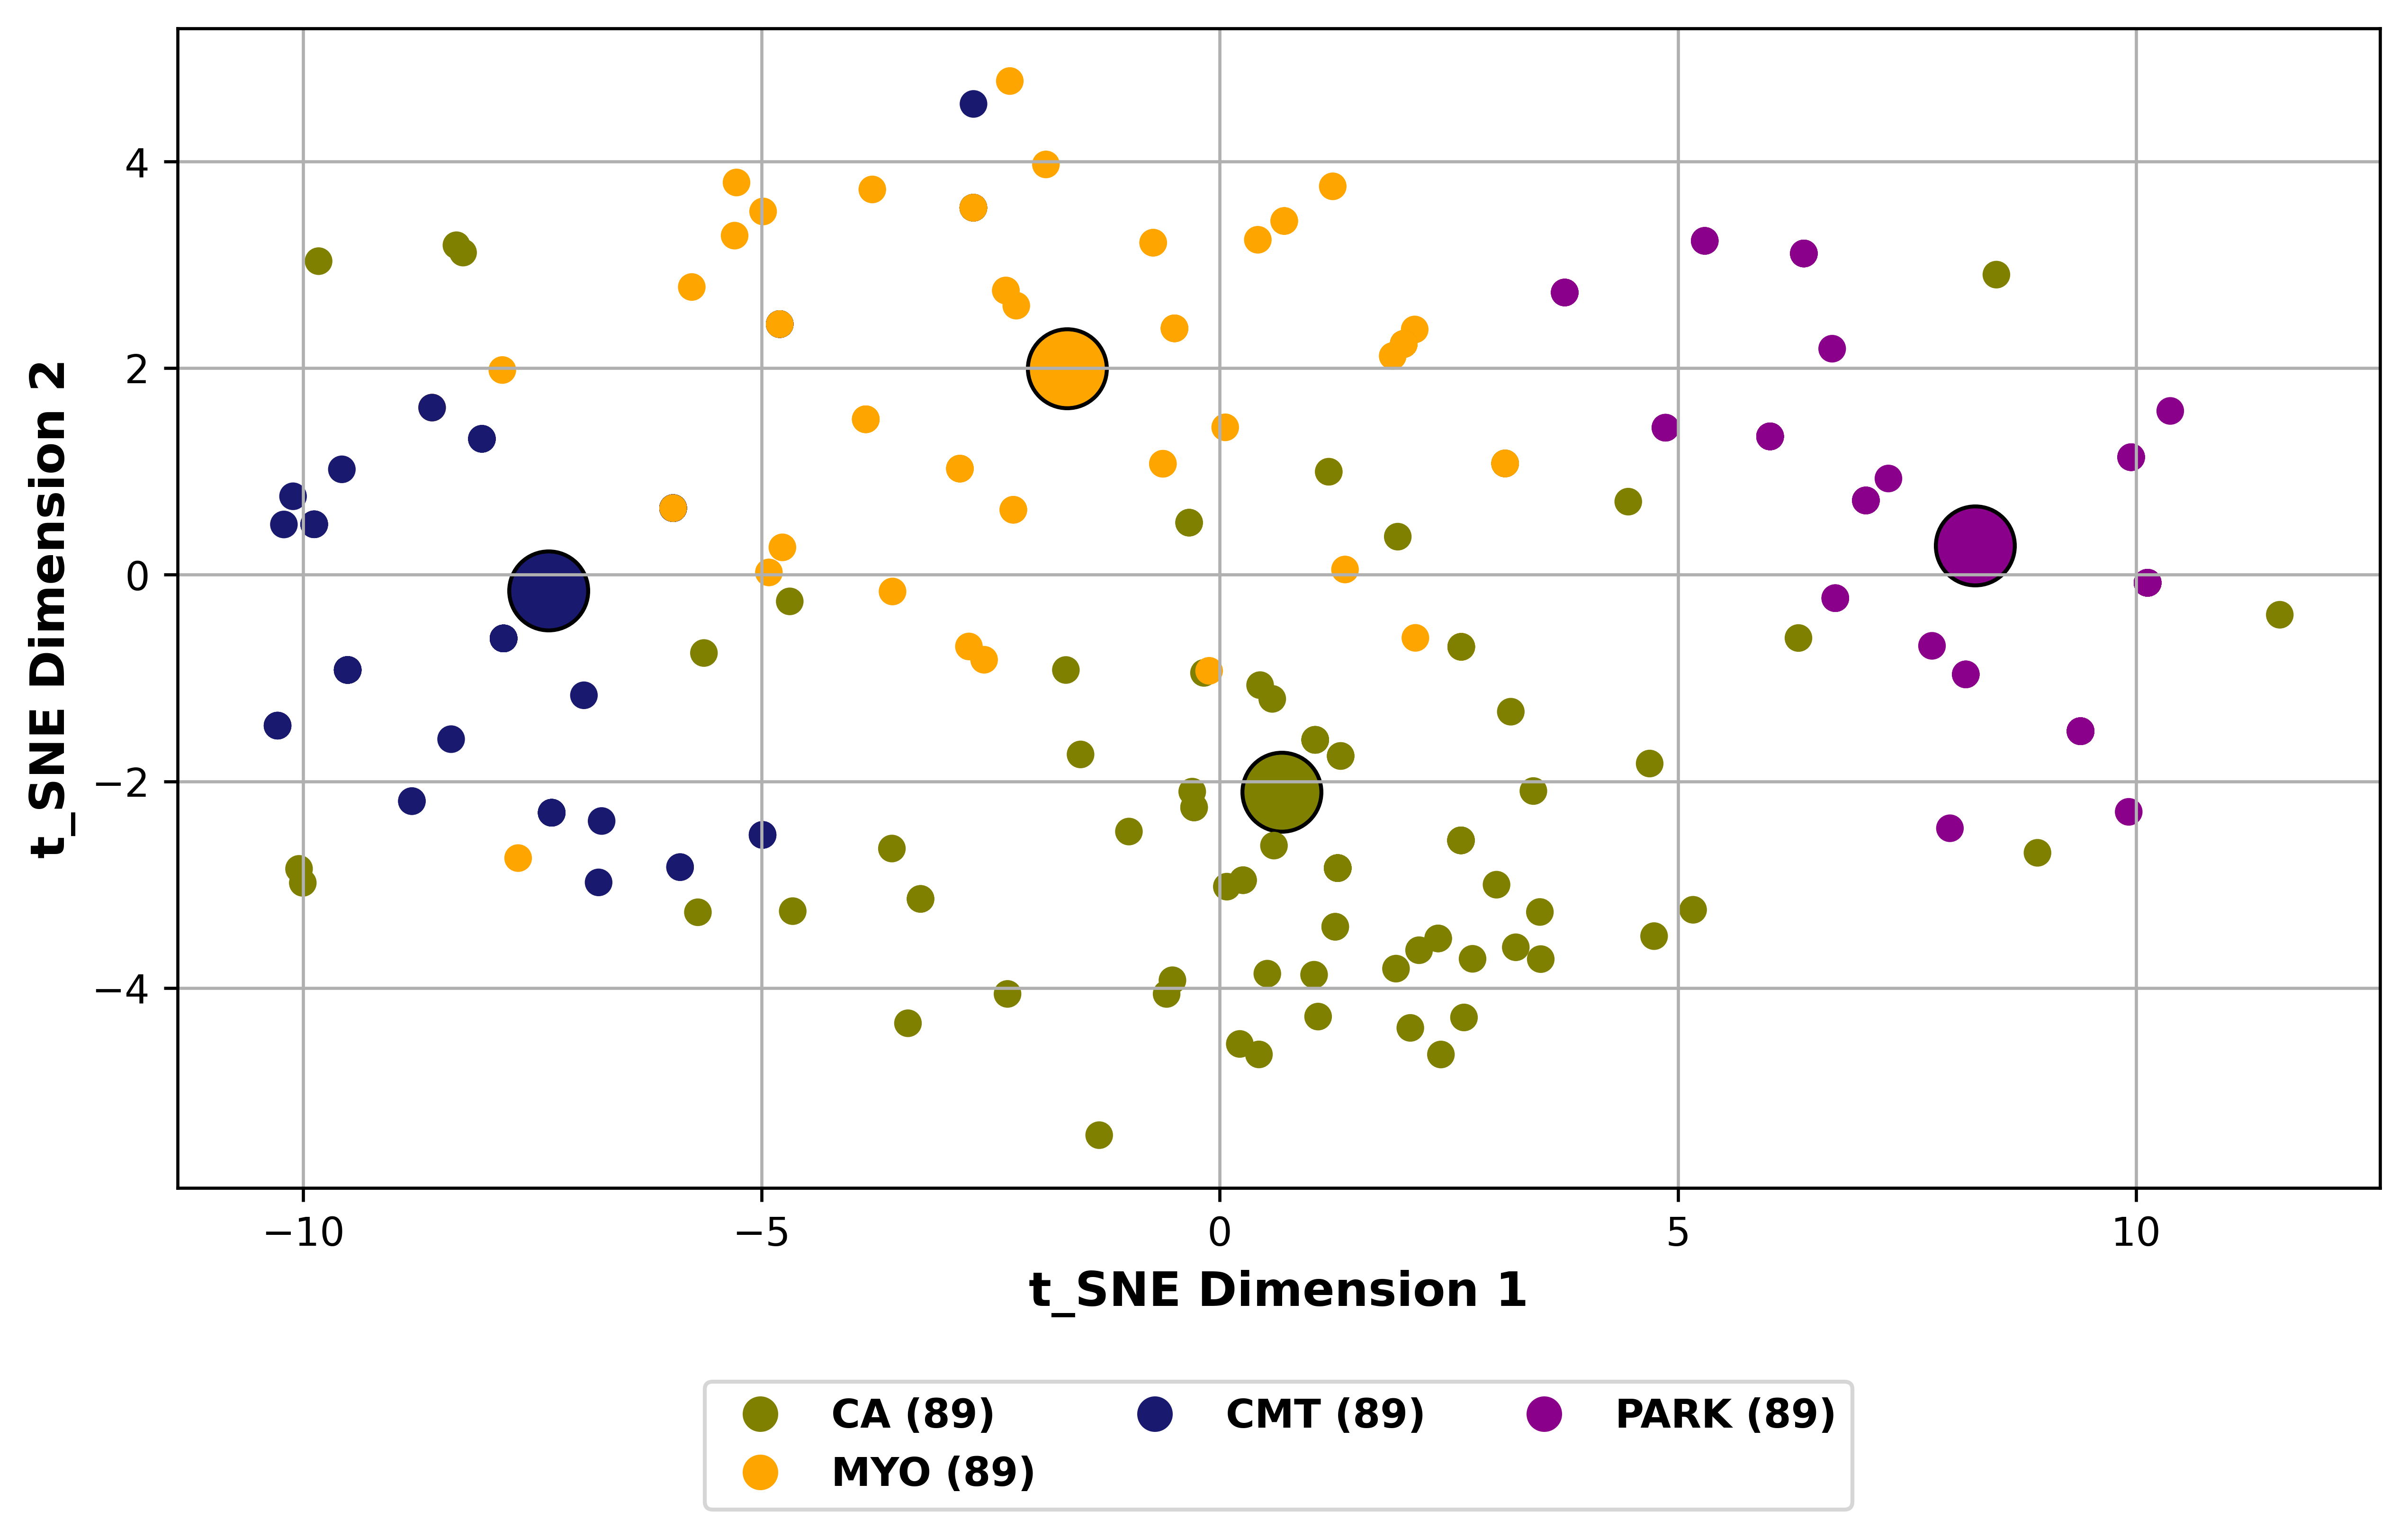 4
2
0
−2
−4
t_SNE Dimension 2
−10
−5
0
5
10
t_SNE Dimension 1
CA (89)
CMT (89)
PARK (89)
MYO (89)